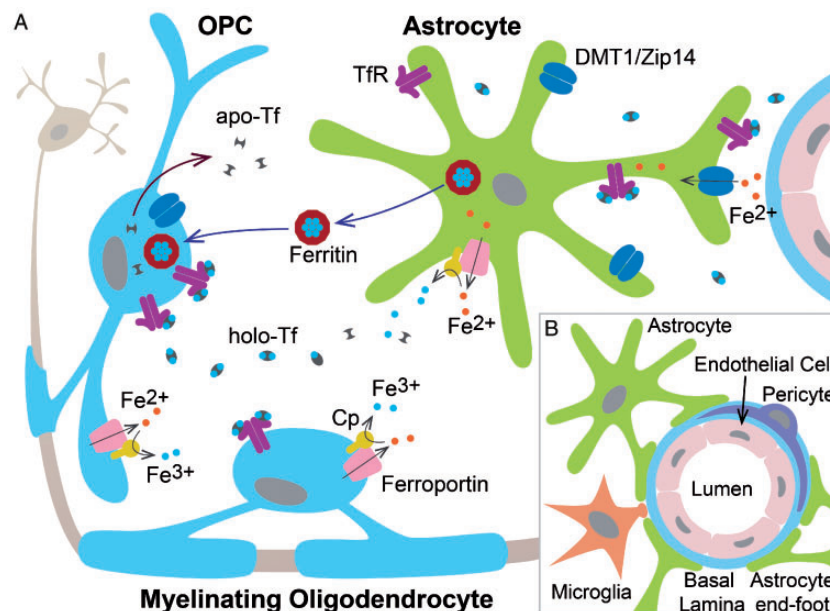 A
OPC
Astrocyte
TfR
DMT1/Zip14
apo-Tf
Fe2+
Ferritin
Fe2+
holo-Tf
Fe3+
Fe2+
Cp
Fe3+
Ferroportin
Myelinating Oligodendrocyte
B
Astrocyte
Endothelial Cel
Pericyte
Lumen
Microglia
Basal
Lamina
Astrocyte
end-foot